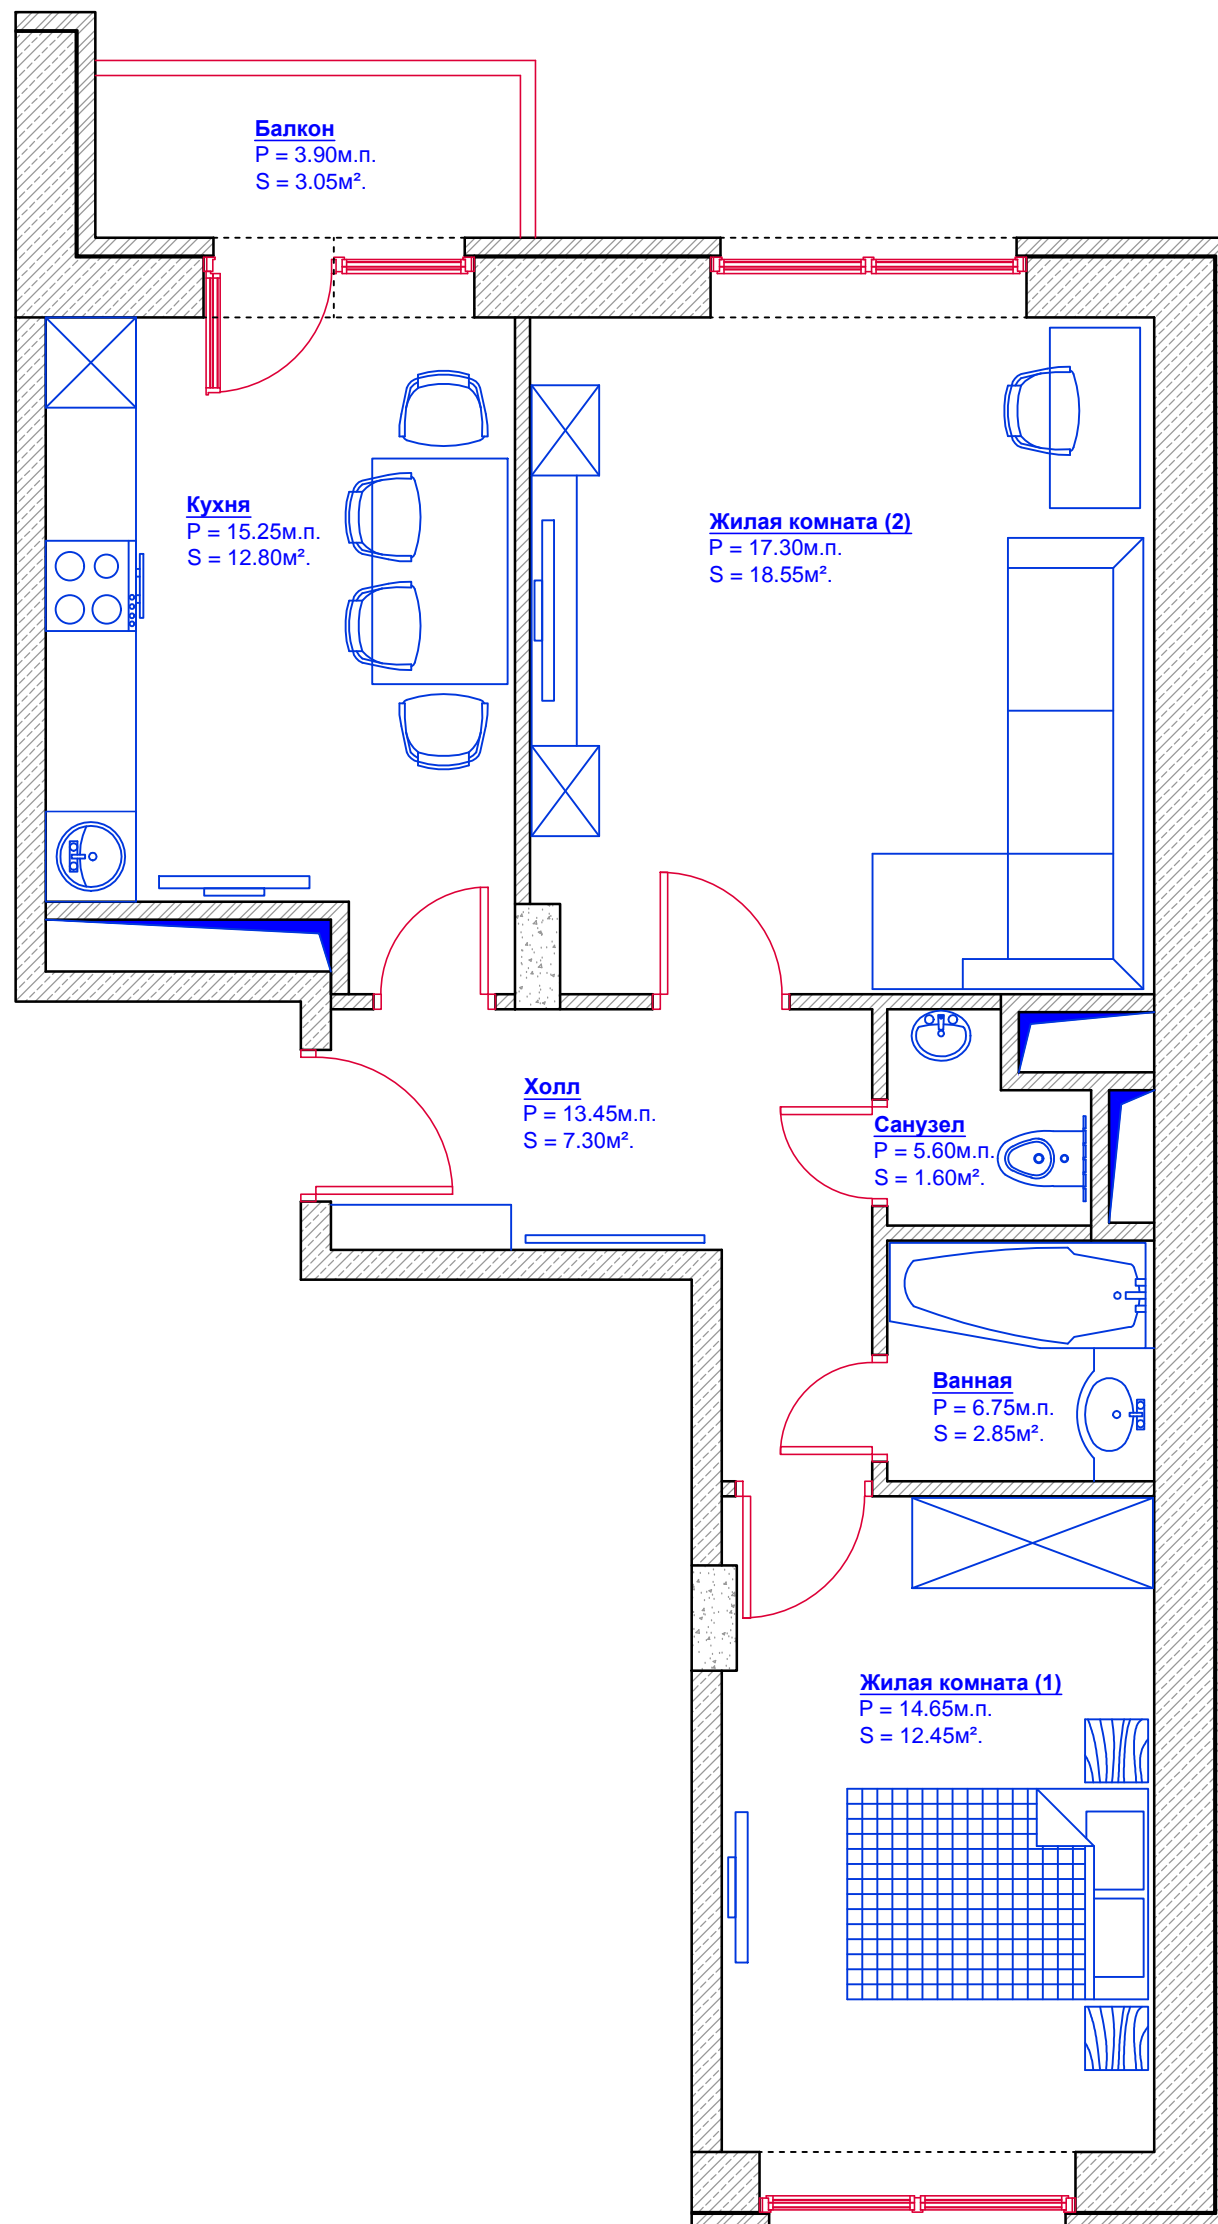 Балкон
P = 3.90м.п.
S = 3.05м².
Кухня
P = 15.25м.п.
S = 12.80м².
Жилая комната (2)
P = 17.30м.п.
S = 18.55м².
Холл
P = 13.45м.п.
S = 7.30м².
Санузел
P = 5.60м.п.
S = 1.60м².
Ванная
P = 6.75м.п.
S = 2.85м².
Жилая комната (1)
P = 14.65м.п.
S = 12.45м².